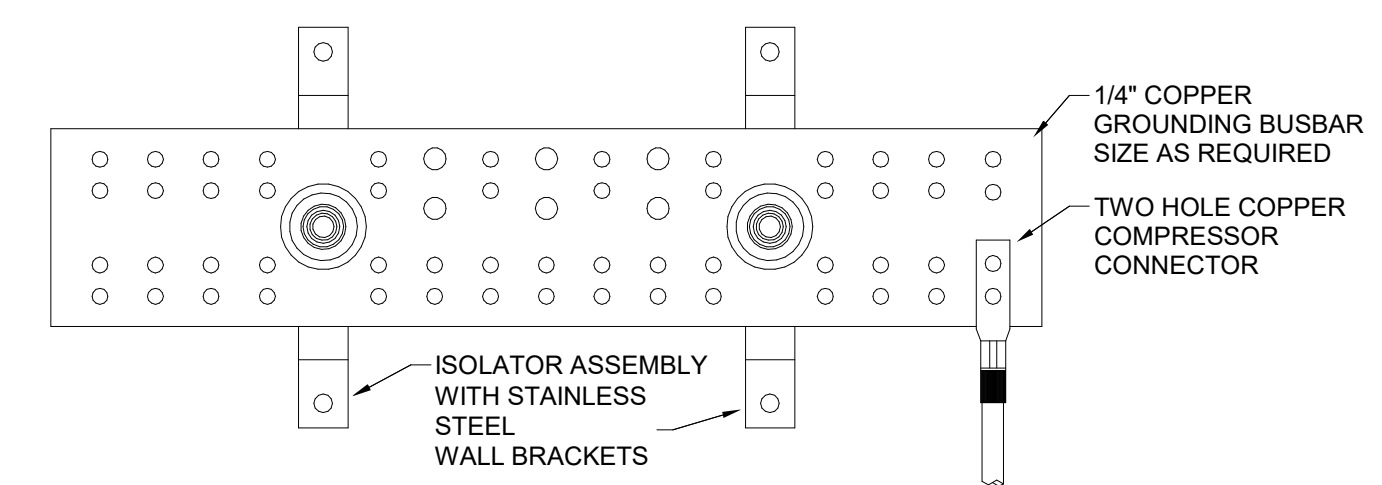 1/4" COPPER
GROUNDING BUSBAR
SIZE AS REQUIRED
TWO HOLE COPPER
COMPRESSOR
CONNECTOR
ISOLATOR ASSEMBLY
WITH STAINLESS
STEEL
WALL BRACKETS